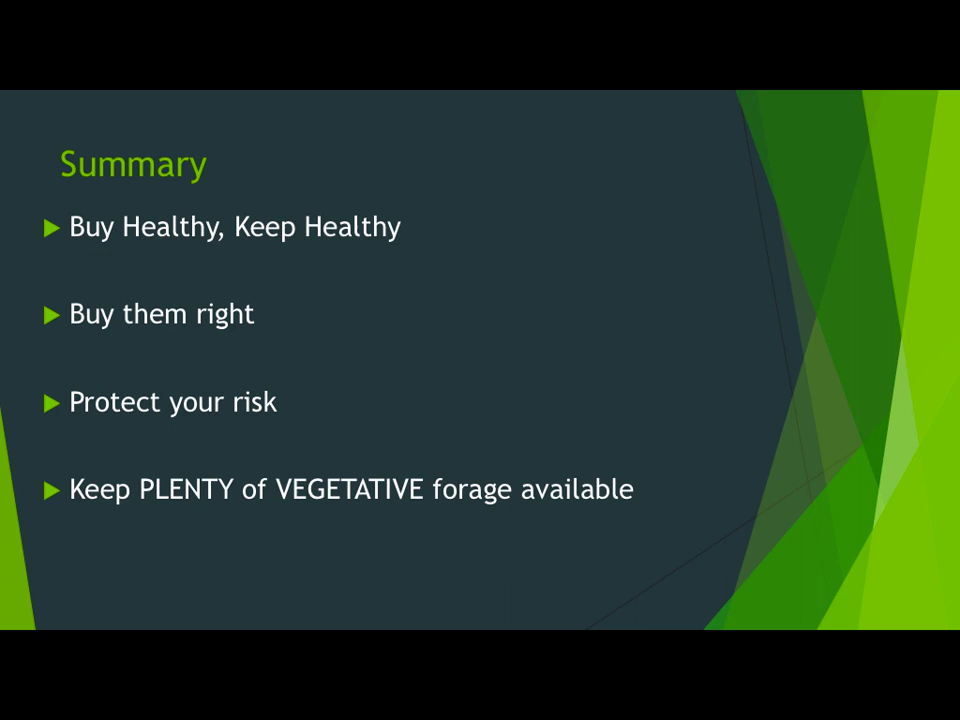 Summary
Buy Healthy, Keep Healthy
Buy them right
Protect your risk
Keep PLENTY of VEGETATIVE forage available